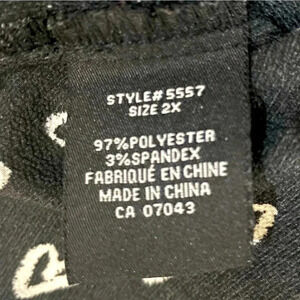 STYLE# 5557
SIZE 2X
97%POLYESTER
3%SPANDEX
FABRIQUÉ EN CHINE
MADE IN CHINA
CA 07043